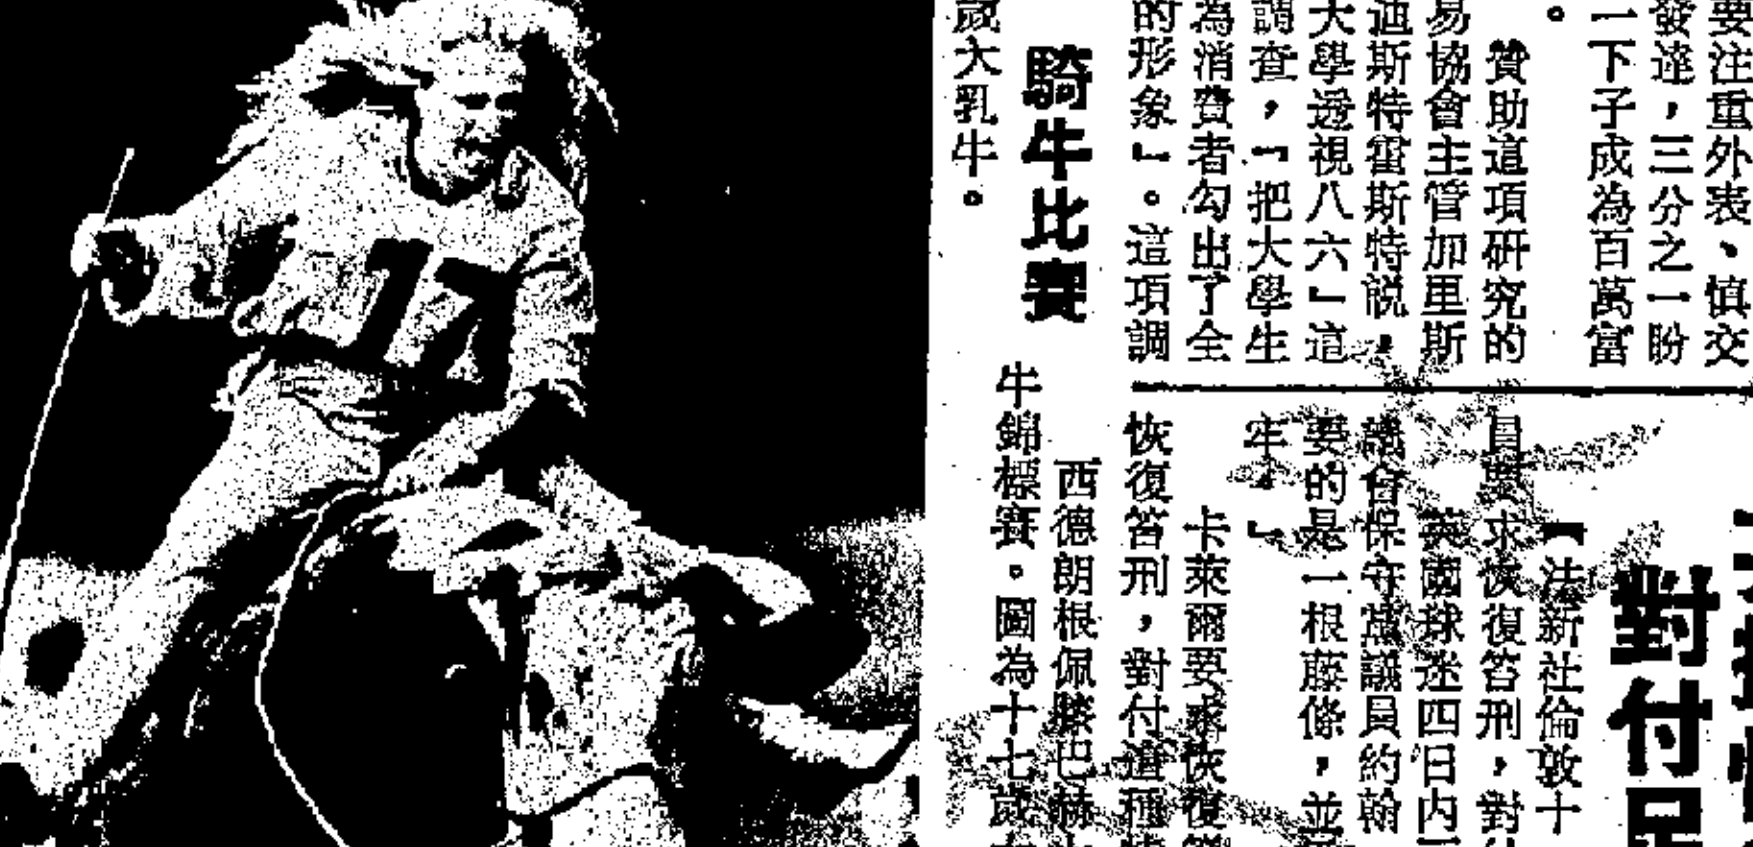 要注重外表、慎交
發達，三分之一盼
一下子成為百萬富
。
贊助這項研究的
易協會主管加里斯
迪斯特雷斯特說，
大學透視八六」這
調查，「把大學生
為消費者勾出了全
的形象」。這項調
騎牛比賽
歲大乳牛。
對付足
【法新社倫敦十
員要求恢復笞刑，對
英國球迷四日內
議會保守黨議員約翰
要的是一根藤條，並
牢。」
卡萊爾要求恢復
恢復笞刑，對付這種
西德朗根佩滕巴赫
牛錦標賽。圖為十七歲